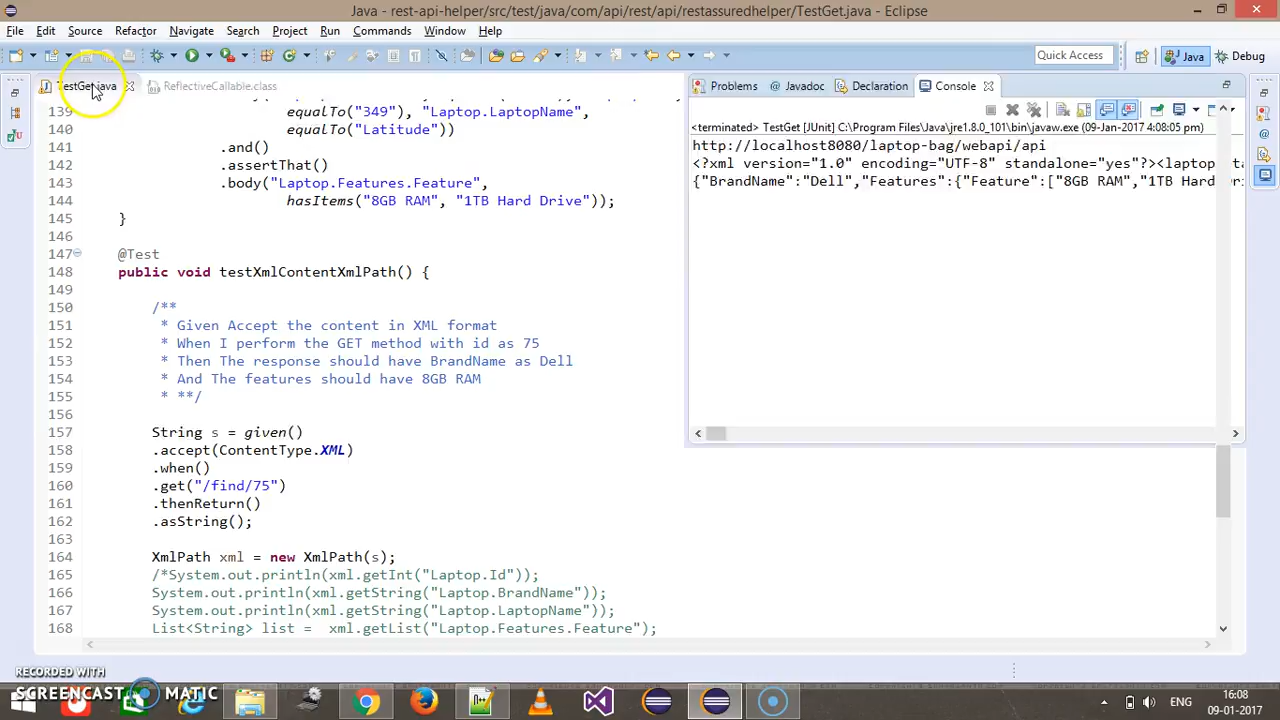 Java - rest-api-helper/src/test/java/com/api/rest/api/restassuredhelper/TestGet.java - Eclipse
File Edit Source Refactor Navigate Search Project Run Commands Window Help
Quick Access Java Debug
TestGet.java ReflectiveCallable.class
Problems Javadoc Declaration Console
<terminated> TestGet [JUnit] C:\Program Files\Java\jre1.8.0_101\bin\javaw.exe (09-Jan-2017 4:08:05 pm)
http://localhost8080/laptop-bag/webapi/api
<?xml version="1.0" encoding="UTF-8" standalone="yes"?><laptop
{"BrandName":"Dell","Features":{"Feature":["8GB RAM","1TB Hard
139 equalTo("349"), "Laptop.LaptopName",
140 equalTo("Latitude"))
141 .and()
142 .assertThat()
143 .body("Laptop.Features.Feature",
144 hasItems("8GB RAM", "1TB Hard Drive"));
145 }
146
147 @Test
148 public void testXmlContentXmlPath() {
149
150 /**
151 * Given Accept the content in XML format
152 * When I perform the GET method with id as 75
153 * Then The response should have BrandName as Dell
154 * And The features should have 8GB RAM
155 * **/
156
157 String s = given()
158 .accept(ContentType.XML)
159 .when()
160 .get("/find/75")
161 .thenReturn()
162 .asString();
163
164 XmlPath xml = new XmlPath(s);
165 /*System.out.println(xml.getInt("Laptop.Id"));
166 System.out.println(xml.getString("Laptop.BrandName"));
167 System.out.println(xml.getString("Laptop.LaptopName"));
168 List<String> list = xml.getList("Laptop.Features.Feature");
RECORDED WITH
SCREENCAST MATIC
ENG
16:08
09-01-2017